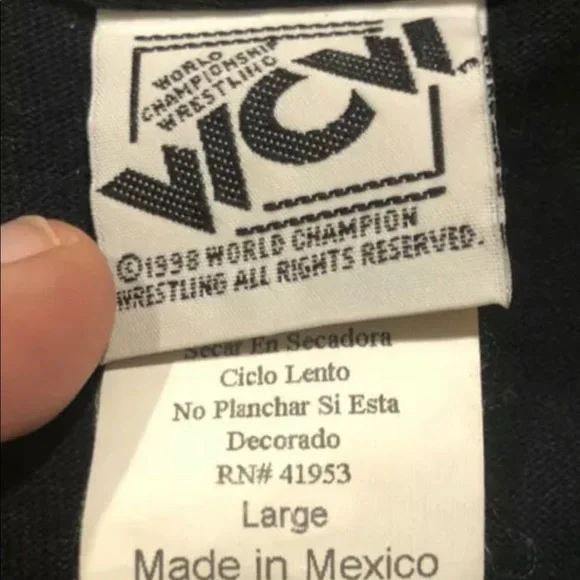 WORLD
CHAMPIONSHIP
WRESTLING
WCW
©1998 WORLD CHAMPION
WRESTLING ALL RIGHTS RESERVED.
Secar En Secadora
Ciclo Lento
No Planchar Si Esta
Decorado
RN# 41953
Large
Made in Mexico